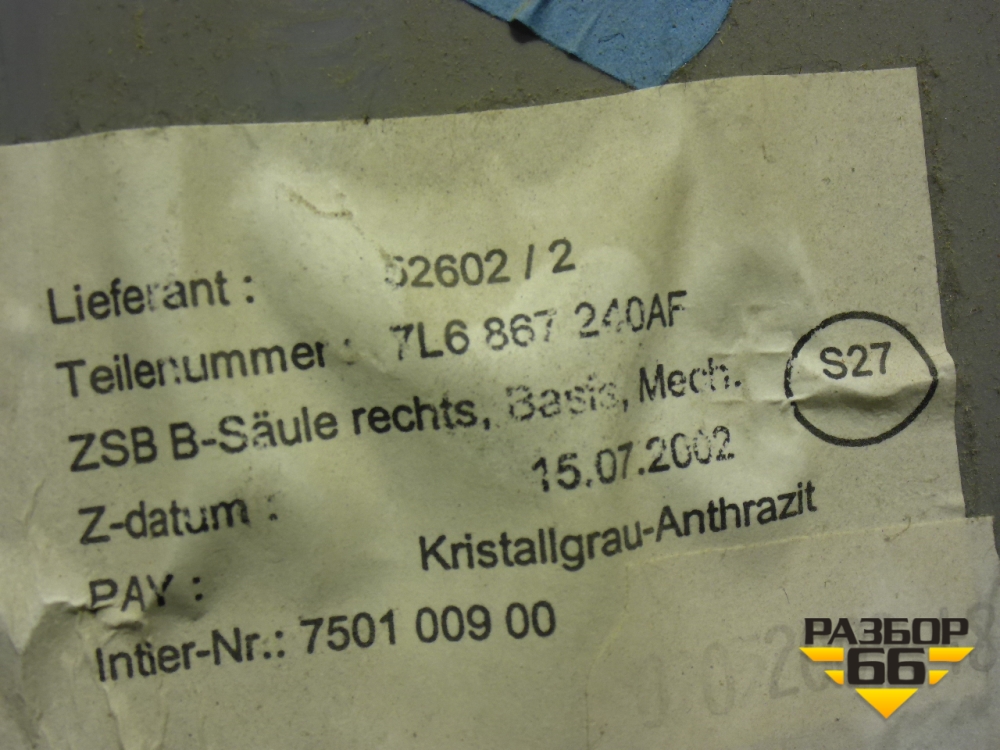 Lieferant : 52602 / 2
Teilenummer : 7L6 867 240AF
ZSB B-Säule rechts, Basis, Mech.
S27
Z-datum : 15.07.2002
PAY : Kristallgrau-Anthrazit
Intier-Nr.: 7501 009 00
РАЗБОР
66